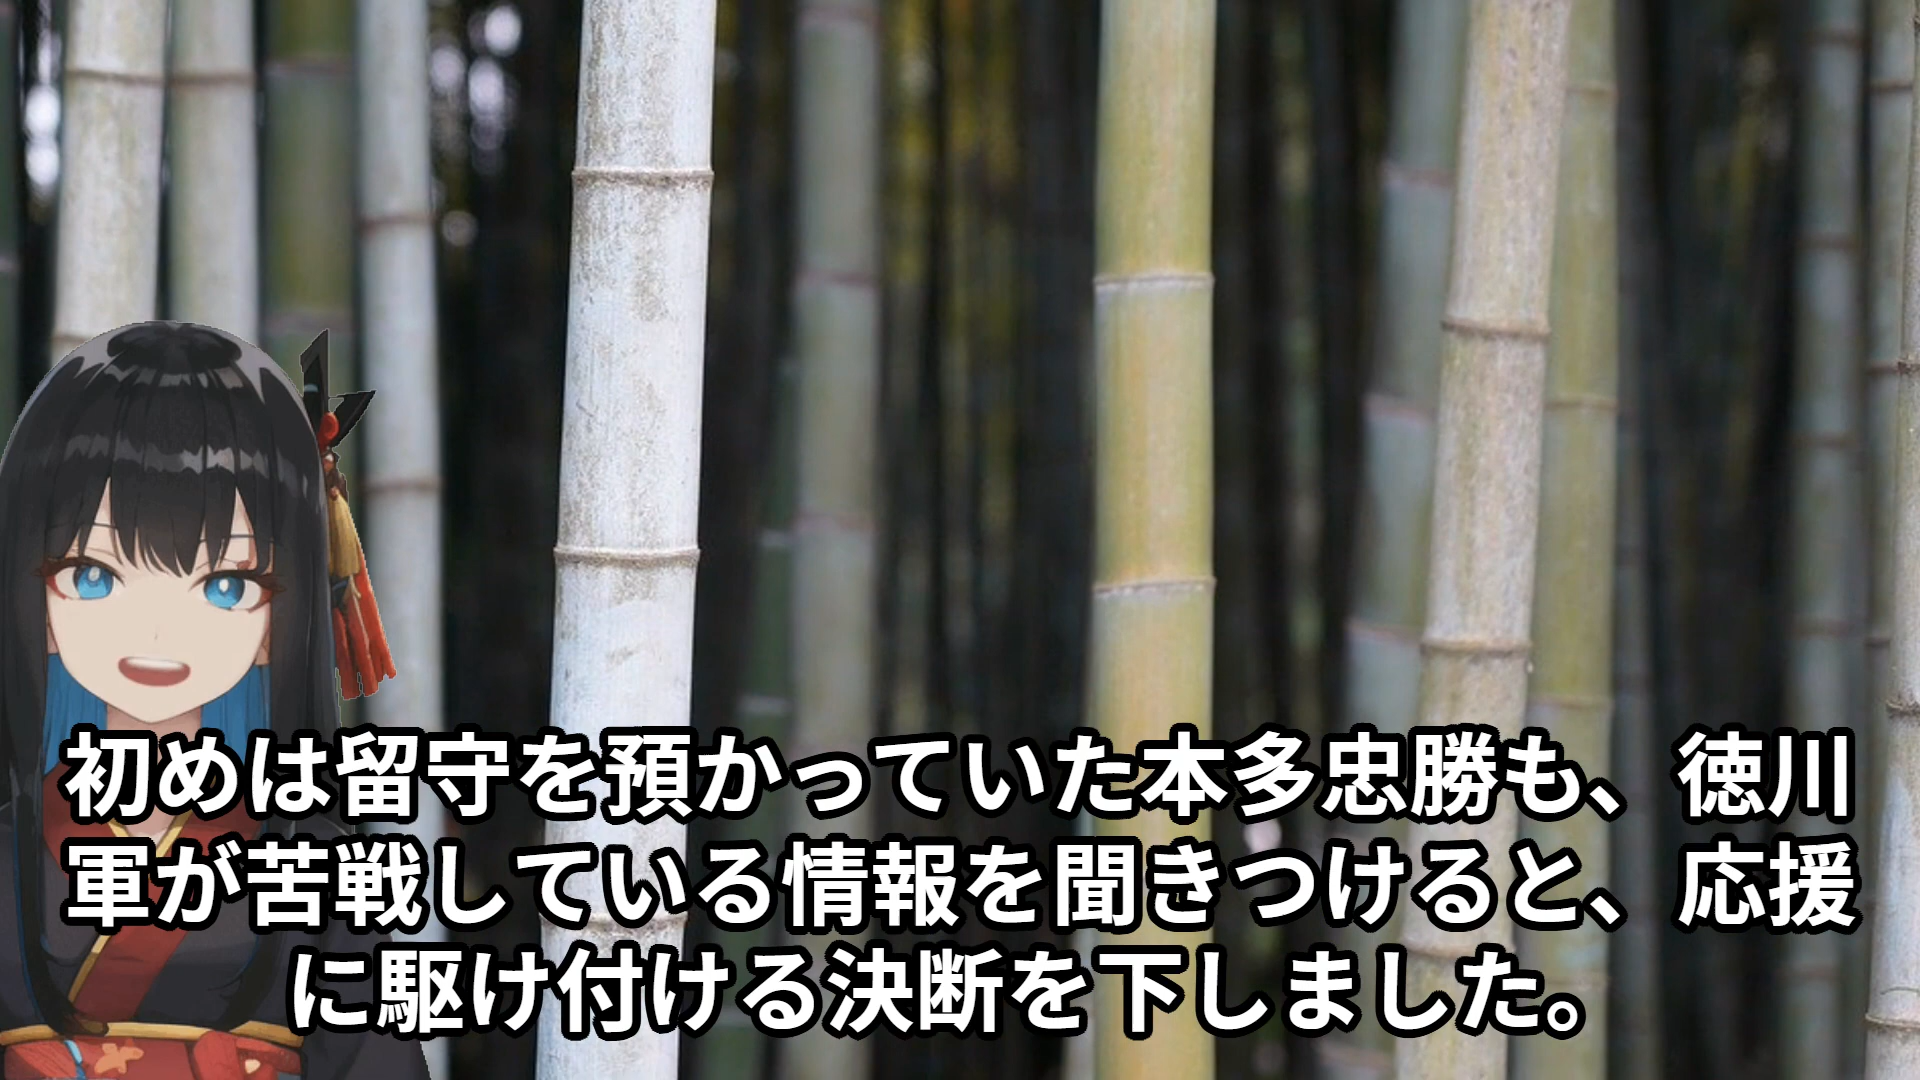 初めは留守を預かっていた本多忠勝も、徳川
軍が苦戦している情報を聞きつけると、応援
に駆け付ける決断を下しました。